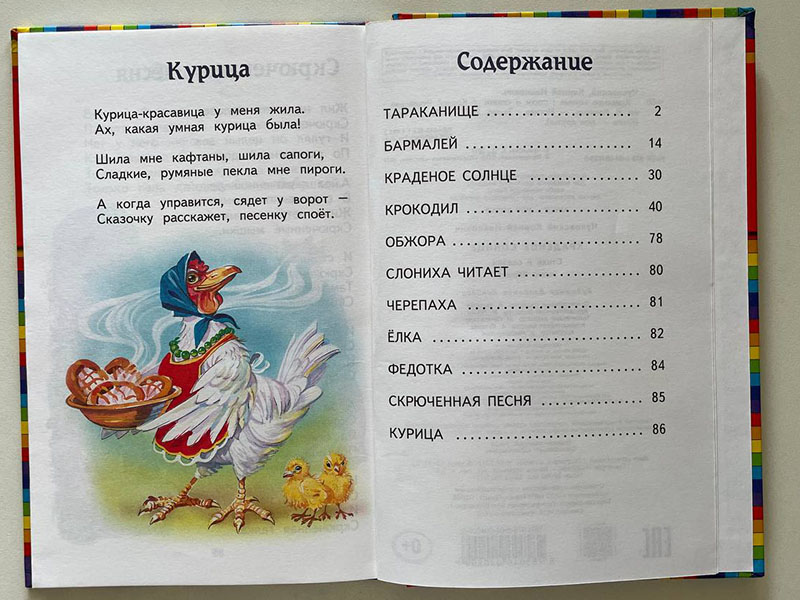 Курица
Курица-красавица у меня жила.
Ах, какая умная курица была!
Шила мне кафтаны, шила сапоги,
Сладкие, румяные пекла мне пироги.
А когда управится, сядет у ворот –
Сказочку расскажет, песенку споёт.
Содержание
ТАРАКАНИЩЕ .......................... 2
БАРМАЛЕЙ .............................. 14
КРАДЕНОЕ СОЛНЦЕ .................. 30
КРОКОДИЛ .............................. 40
ОБЖОРА ................................ 78
СЛОНИХА ЧИТАЕТ .................... 80
ЧЕРЕПАХА .............................. 81
ЁЛКА .................................... 82
ФЕДОТКА ................................ 84
СКРЮЧЕННАЯ ПЕСНЯ ................ 85
КУРИЦА ................................ 86
0+